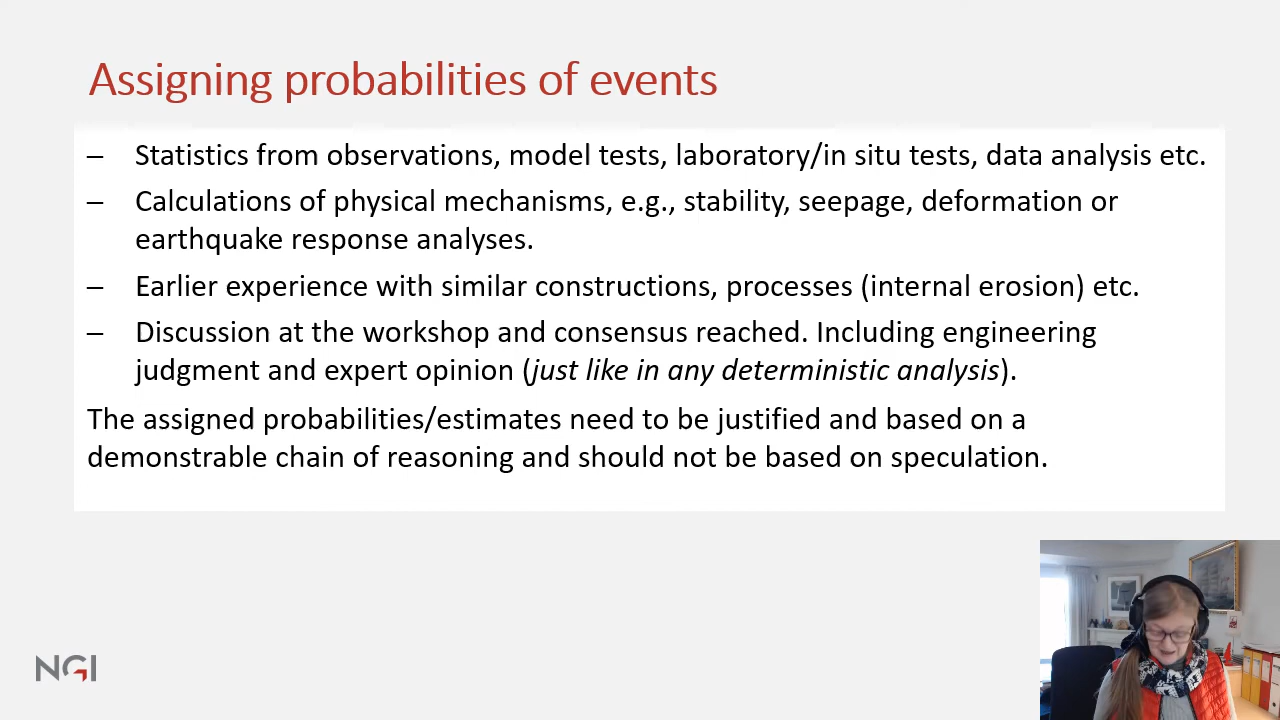 Assigning probabilities of events
– Statistics from observations, model tests, laboratory/in situ tests, data analysis etc.
– Calculations of physical mechanisms, e.g., stability, seepage, deformation or
earthquake response analyses.
– Earlier experience with similar constructions, processes (internal erosion) etc.
– Discussion at the workshop and consensus reached. Including engineering
judgment and expert opinion (just like in any deterministic analysis).
The assigned probabilities/estimates need to be justified and based on a
demonstrable chain of reasoning and should not be based on speculation.
NGI